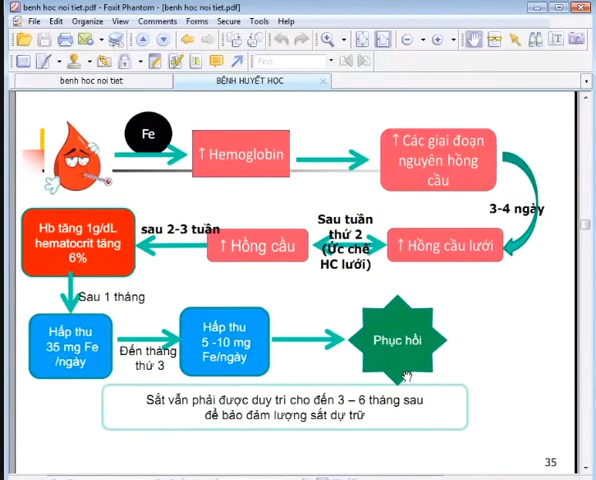 benh hoc noi tiet.pdf - Foxit Phantom - [benh hoc noi tiet.pdf]
File Edit Organize View Comments Forms Secure Tools Help
Find
benh hoc noi tiet
BỆNH HUYẾT HỌC
Fe
↑ Hemoglobin
↑ Các giai đoạn
nguyên hồng
cầu
3-4 ngày
Hb tăng 1g/dL
hematocrit tăng
6%
sau 2-3 tuần
↑ Hồng cầu
Sau tuần
thứ 2
(Ức chế
HC lưới)
↑ Hồng cầu lưới
Sau 1 tháng
Hấp thu
35 mg Fe
/ngày
Đến tháng
thứ 3
Hấp thu
5 -10 mg
Fe/ngày
Phục hồi
Sắt vẫn phải được duy trì cho đến 3 – 6 tháng sau
để bảo đảm lượng sắt dự trữ
35